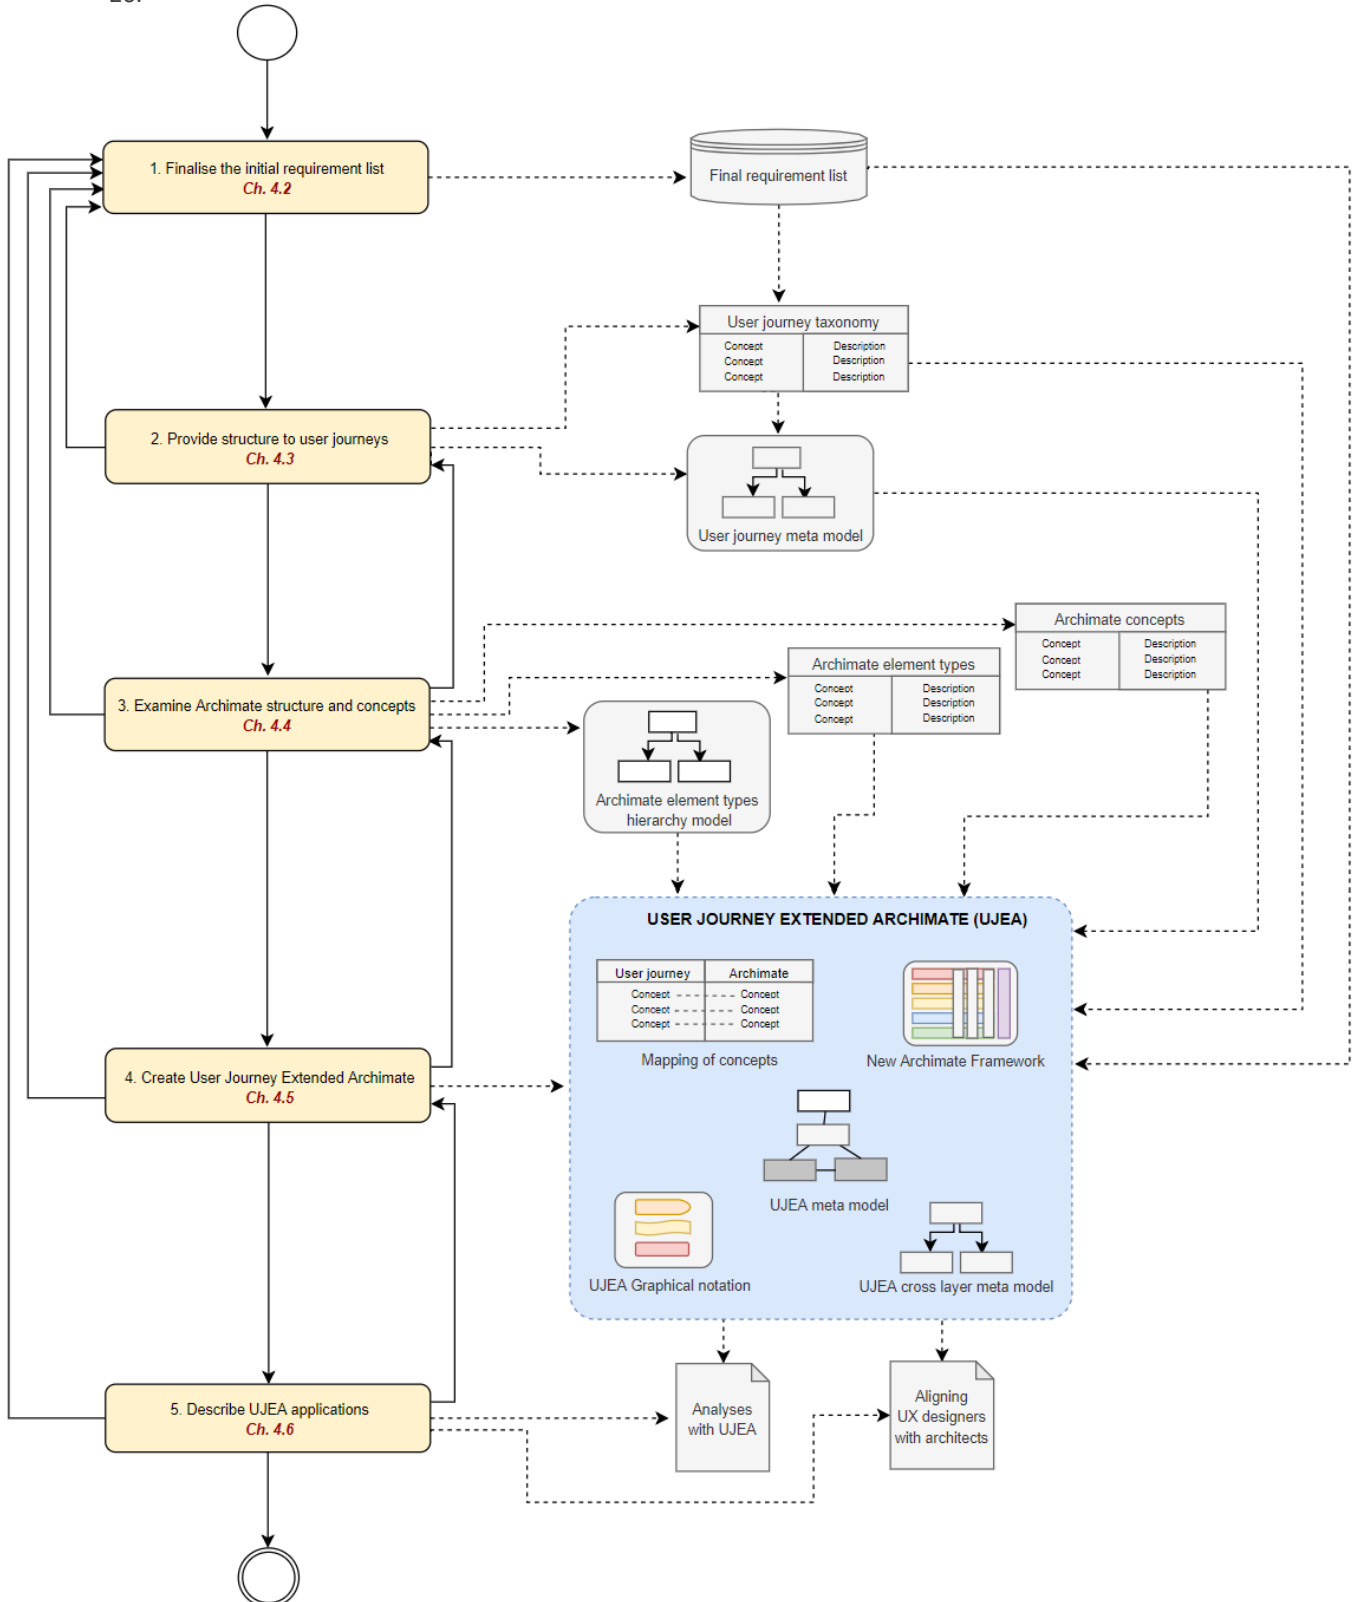 1. Finalise the initial requirement list
Ch. 4.2
Final requirement list
User journey taxonomy
Concept Description
Concept Description
Concept Description
2. Provide structure to user journeys
Ch. 4.3
User journey meta model
Archimate concepts
Concept Description
Concept Description
Concept Description
Archimate element types
Concept Description
Concept Description
Concept Description
3. Examine Archimate structure and concepts
Ch. 4.4
Archimate element types
hierarchy model
USER JOURNEY EXTENDED ARCHIMATE (UJEA)
User journey Archimate
Concept Concept
Concept Concept
Concept Concept
Mapping of concepts
New Archimate Framework
4. Create User Journey Extended Archimate
Ch. 4.5
UJEA meta model
UJEA Graphical notation
UJEA cross layer meta model
5. Describe UJEA applications
Ch. 4.6
Analyses
with UJEA
Aligning
UX designers
with architects